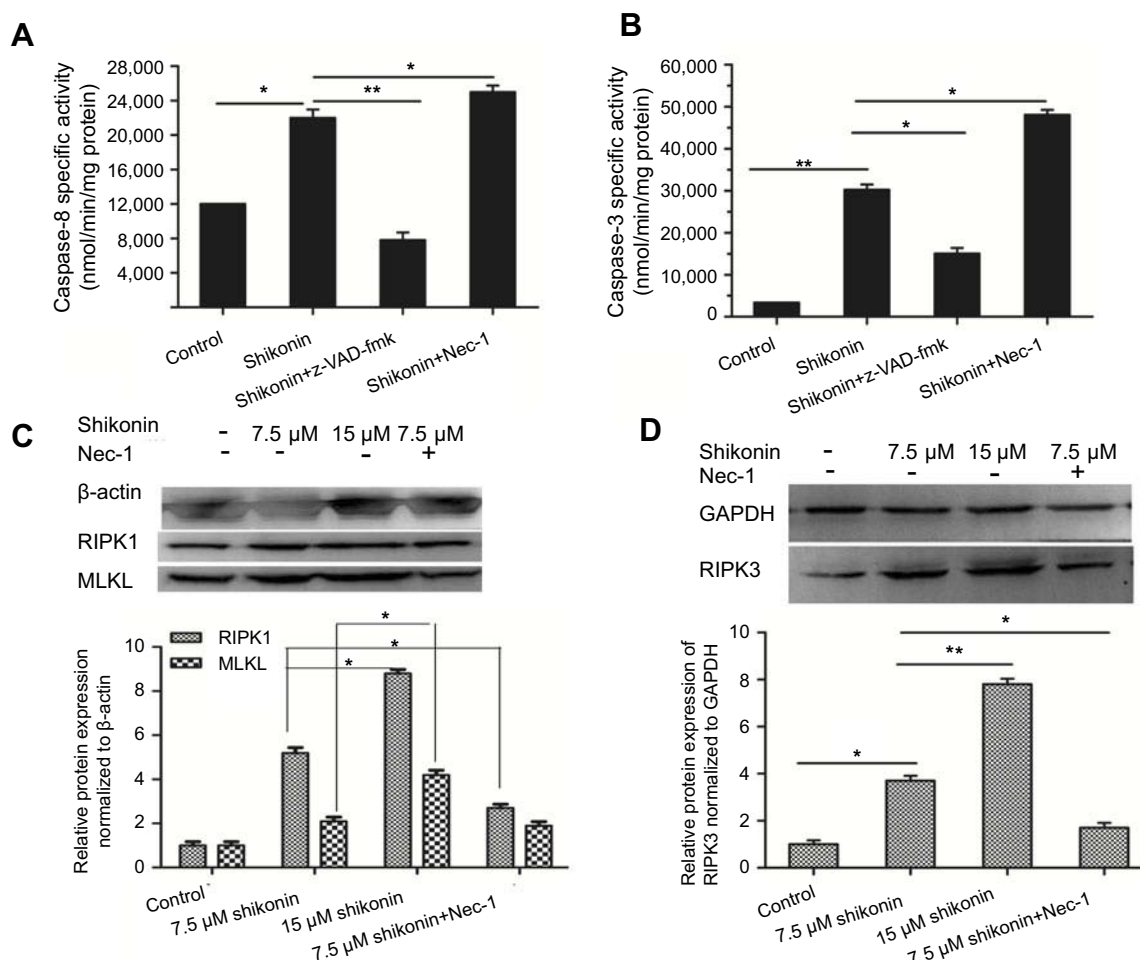 A
Caspase-8 specific activity
(nmol/min/mg protein)
28,000
24,000
20,000
16,000
12,000
8,000
4,000
*
**
*
Control
Shikonin
Shikonin+z-VAD-fmk
Shikonin+Nec-1
B
Caspase-3 specific activity
(nmol/min/mg protein)
60,000
50,000
40,000
30,000
15,000
10,000
0
**
*
*
Control
Shikonin
Shikonin+z-VAD-fmk
Shikonin+Nec-1
C
Shikonin - 7.5 µM 15 µM 7.5 µM
Nec-1 - - - +
β-actin
RIPK1
MLKL
Relative protein expression
normalized to β-actin
10
8
6
4
2
0
RIPK1
MLKL
*
*
*
Control
7.5 µM shikonin
15 µM shikonin
7.5 µM shikonin+Nec-1
D
Shikonin - 7.5 µM 15 µM 7.5 µM
Nec-1 - - - +
GAPDH
RIPK3
Relative protein expression of
RIPK3 normalized to GAPDH
10
8
6
4
2
0
*
**
*
Control
7.5 µM shikonin
15 µM shikonin
7.5 µM shikonin+Nec-1